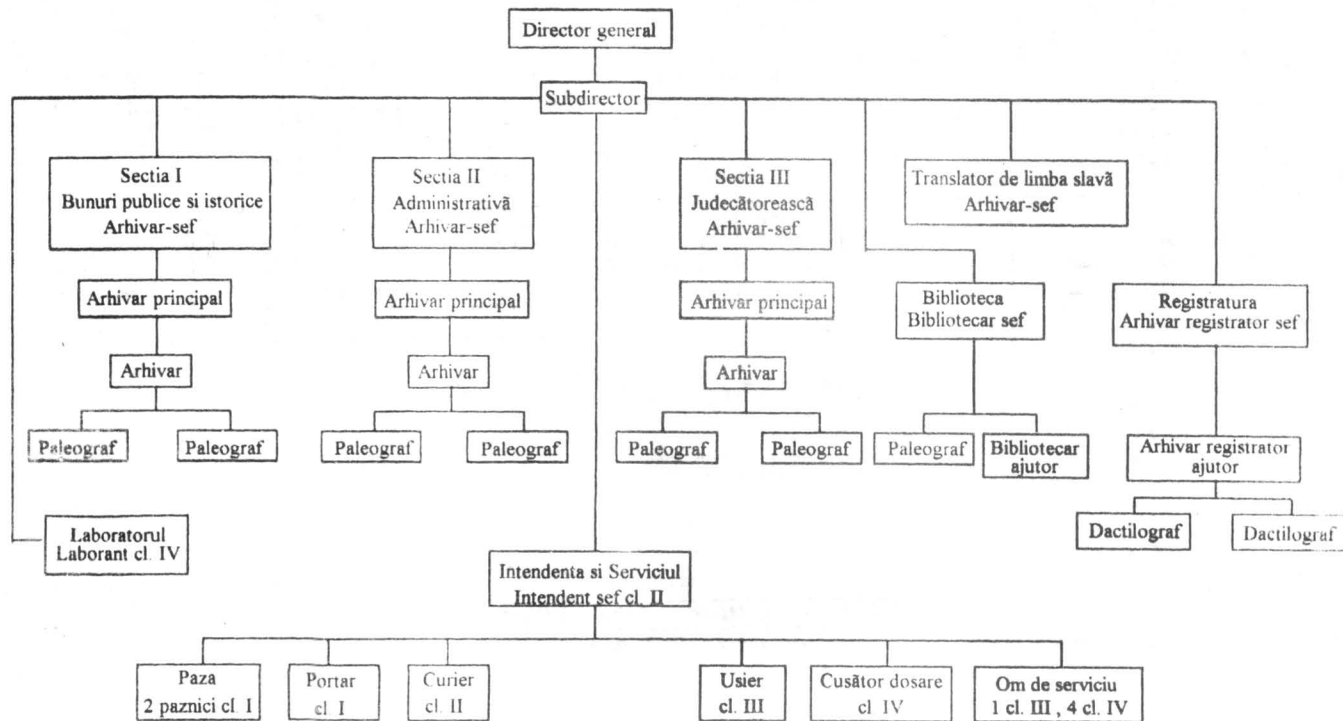 Director general
Subdirector
Sectia I
Bunuri publice si istorice
Arhivar-sef
Sectia II
Administrativă
Arhivar-sef
Sectia III
Judecătorească
Arhivar-sef
Translator de limba slavă
Arhivar-sef
Arhivar principal
Arhivar principal
Arhivar principal
Biblioteca
Bibliotecar sef
Registratura
Arhivar registrator sef
Arhivar
Arhivar
Arhivar
Paleograf
Paleograf
Paleograf
Paleograf
Paleograf
Paleograf
Paleograf
Bibliotecar
ajutor
Arhivar registrator
ajutor
Dactilograf
Dactilograf
Laboratorul
Laborant cl. IV
Intendenta si Serviciul
Intendent sef cl. II
Paza
2 paznici cl. I
Portar
cl. I
Curier
cl. II
Usier
cl. III
Cusător dosare
cl. IV
Om de serviciu
1 cl. III , 4 cl. IV